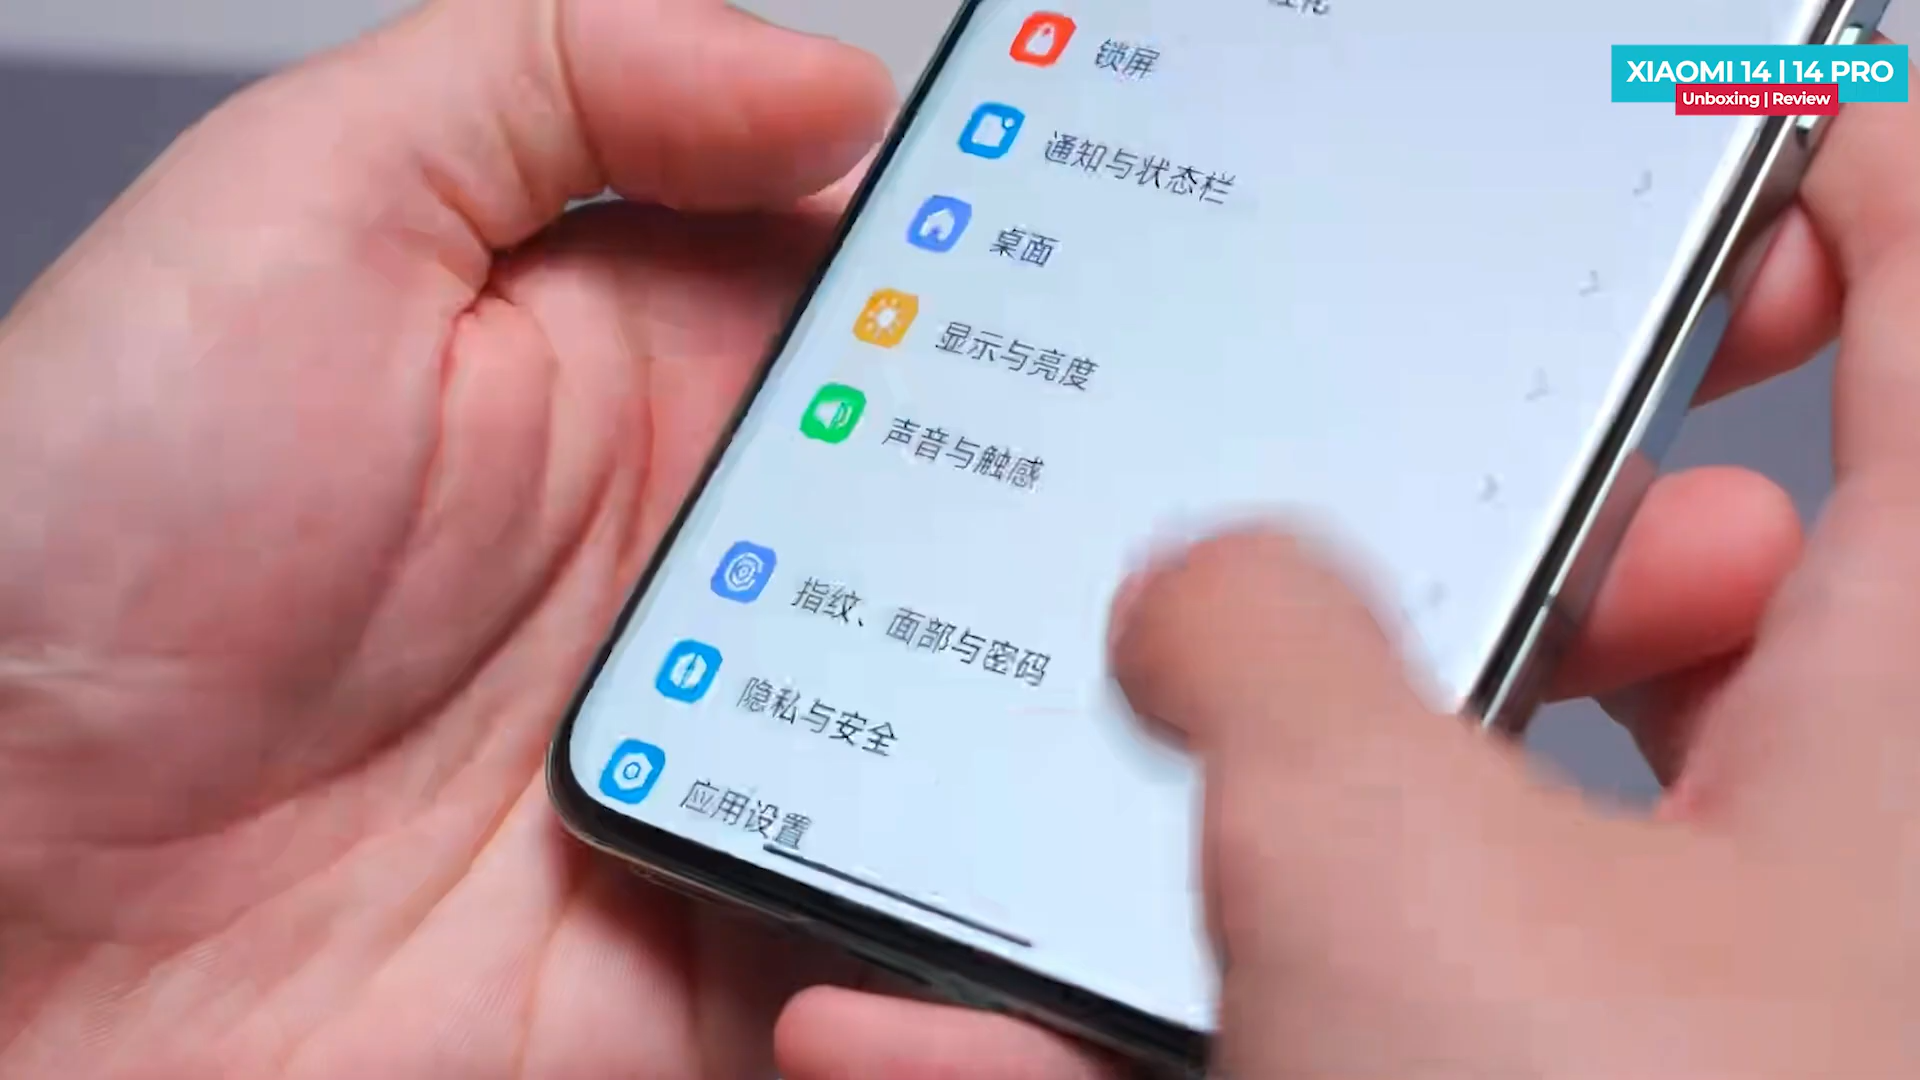 XIAOMI 14 | 14 PRO
Unboxing | Review
锁屏
通知与状态栏
桌面
显示与亮度
声音与触感
指纹、面部与密码
隐私与安全
应用设置